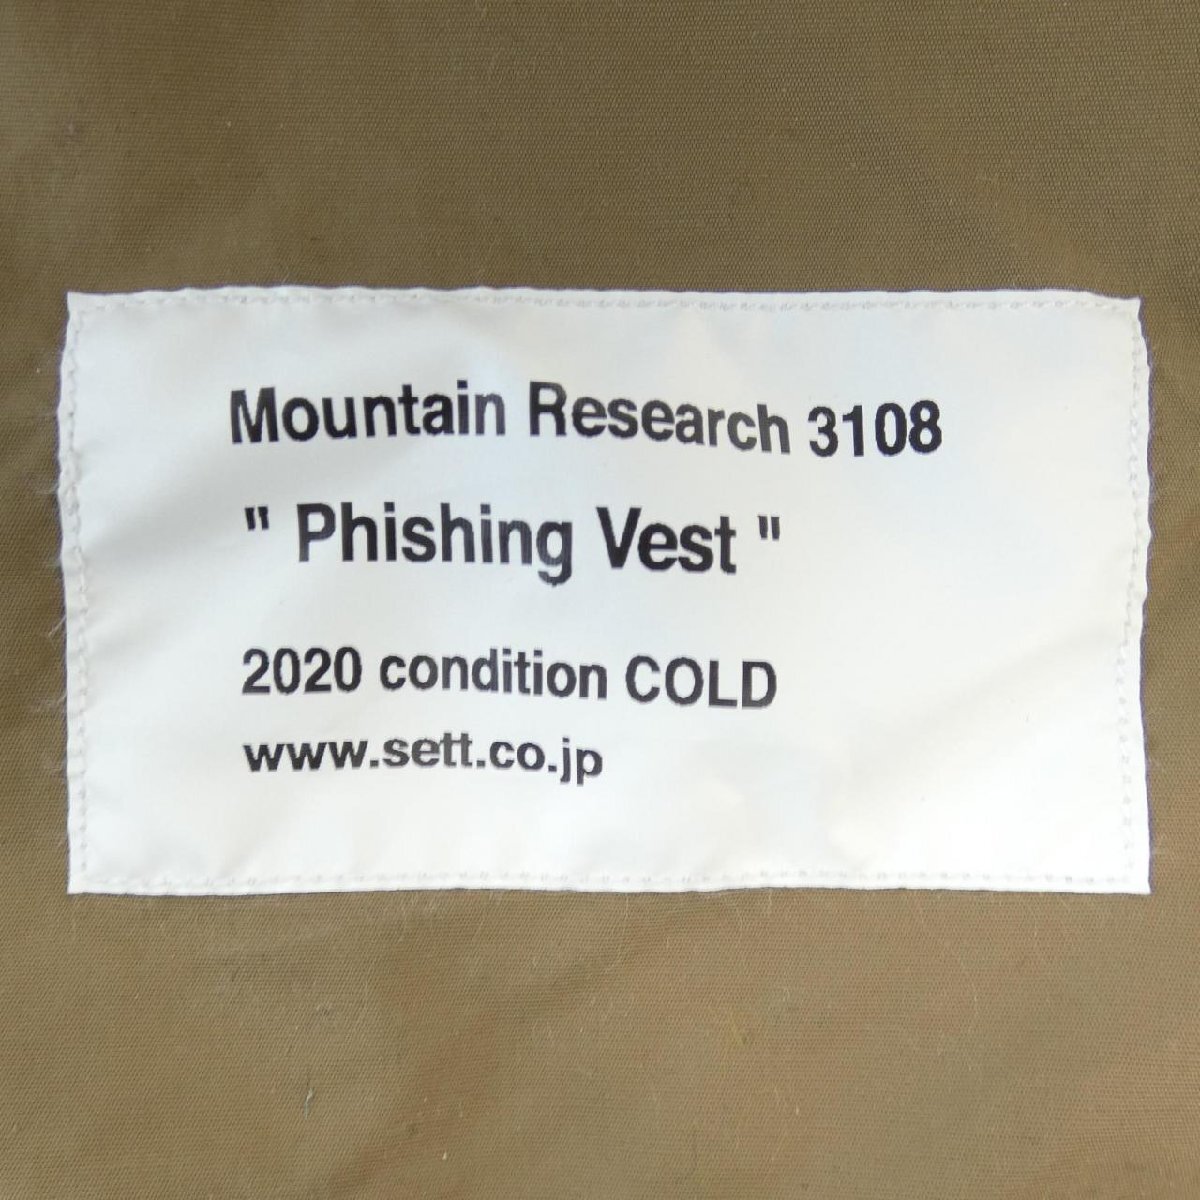 Mountain Research 3108
" Phishing Vest "
2020 condition COLD
www.sett.co.jp